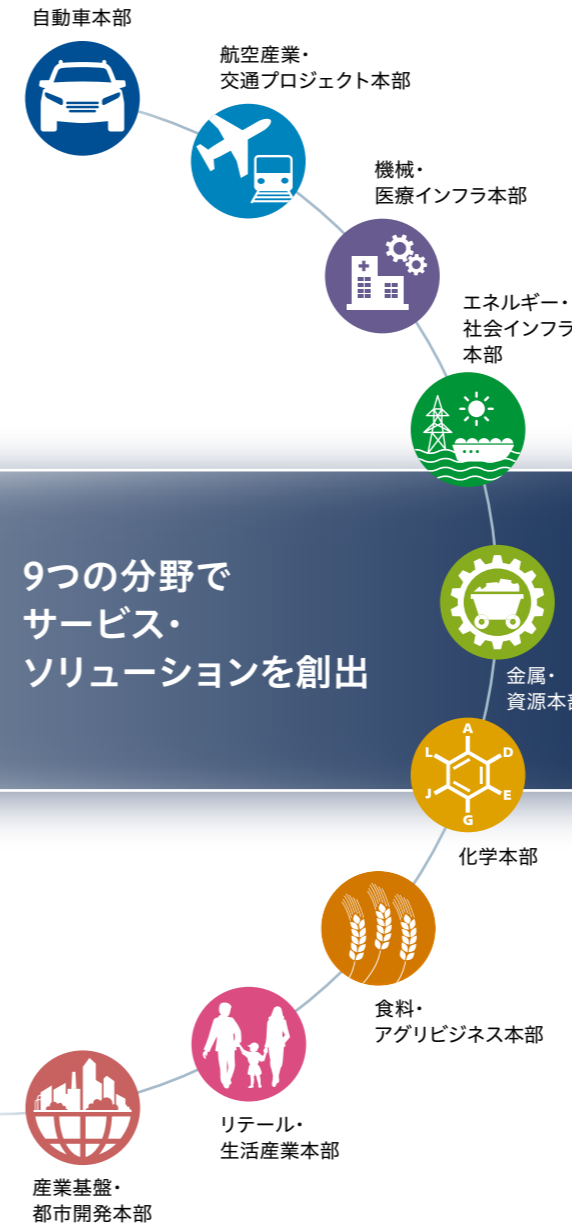 自動車本部
航空産業・
交通プロジェクト本部
機械・
医療インフラ本部
エネルギー・
社会インフラ
本部
9つの分野で
サービス・
ソリューションを創出
金属・
資源本部
A
L
D
J
E
G
化学本部
食料・
アグリビジネス本部
リテール・
生活産業本部
産業基盤・
都市開発本部